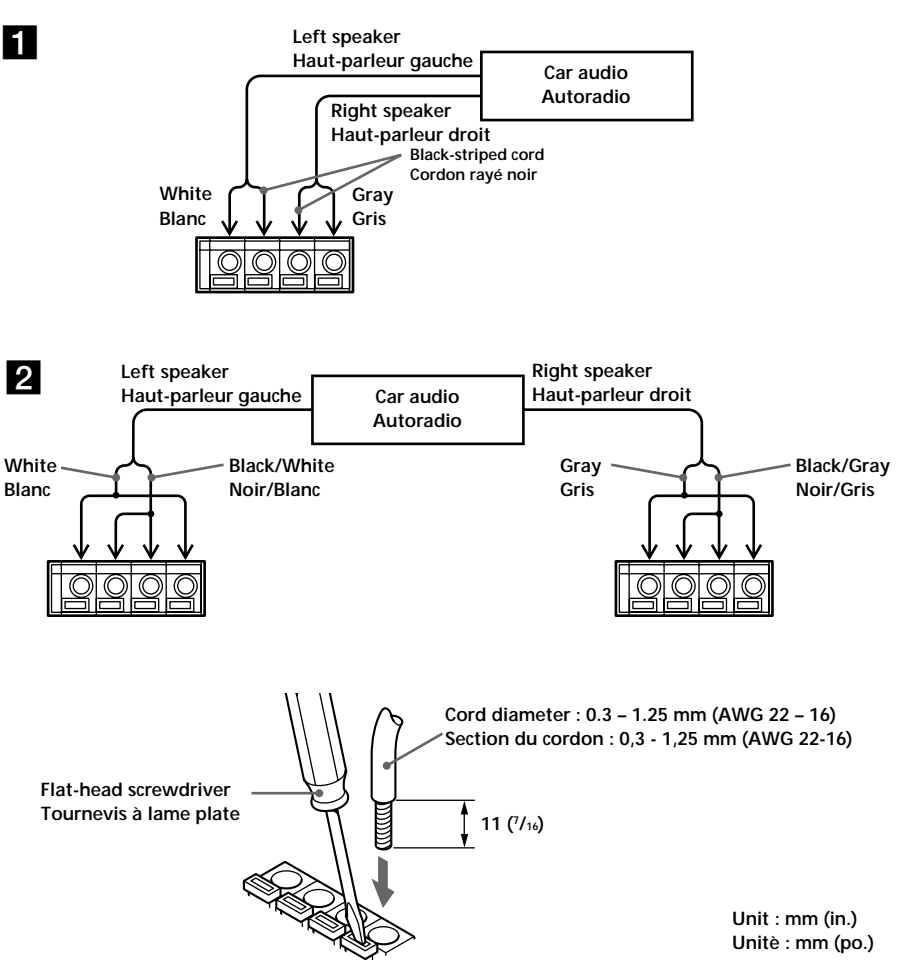 1
Left speaker
Haut-parleur gauche
Car audio
Autoradio
Right speaker
Haut-parleur droit
Black-striped cord
Cordon rayé noir
White
Blanc
Gray
Gris
2
Left speaker
Haut-parleur gauche
Car audio
Autoradio
Right speaker
Haut-parleur droit
White
Blanc
Black/White
Noir/Blanc
Gray
Gris
Black/Gray
Noir/Gris
Cord diameter : 0.3 – 1.25 mm (AWG 22 – 16)
Section du cordon : 0,3 - 1,25 mm (AWG 22-16)
Flat-head screwdriver
Tournevis à lame plate
11 (7/16)
Unit : mm (in.)
Unitè : mm (po.)